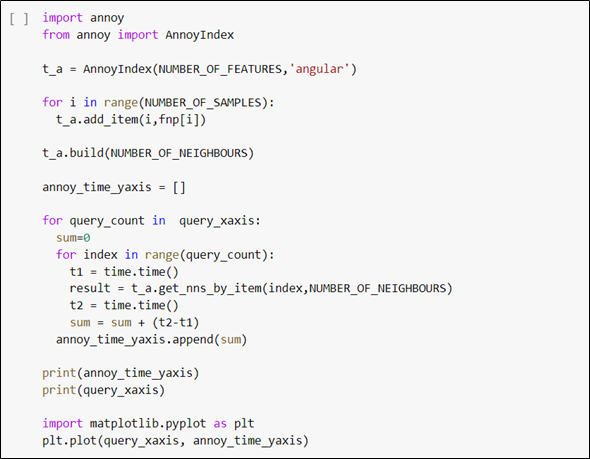 [ ] import annoy
from annoy import AnnoyIndex
t_a = AnnoyIndex(NUMBER_OF_FEATURES,'angular')
for i in range(NUMBER_OF_SAMPLES):
t_a.add_item(i,fnp[i])
t_a.build(NUMBER_OF_NEIGHBOURS)
annoy_time_yaxis = []
for query_count in  query_xaxis:
sum=0
for index in range(query_count):
t1 = time.time()
result = t_a.get_nns_by_item(index,NUMBER_OF_NEIGHBOURS)
t2 = time.time()
sum = sum + (t2-t1)
annoy_time_yaxis.append(sum)
print(annoy_time_yaxis)
print(query_xaxis)
import matplotlib.pyplot as plt
plt.plot(query_xaxis, annoy_time_yaxis)